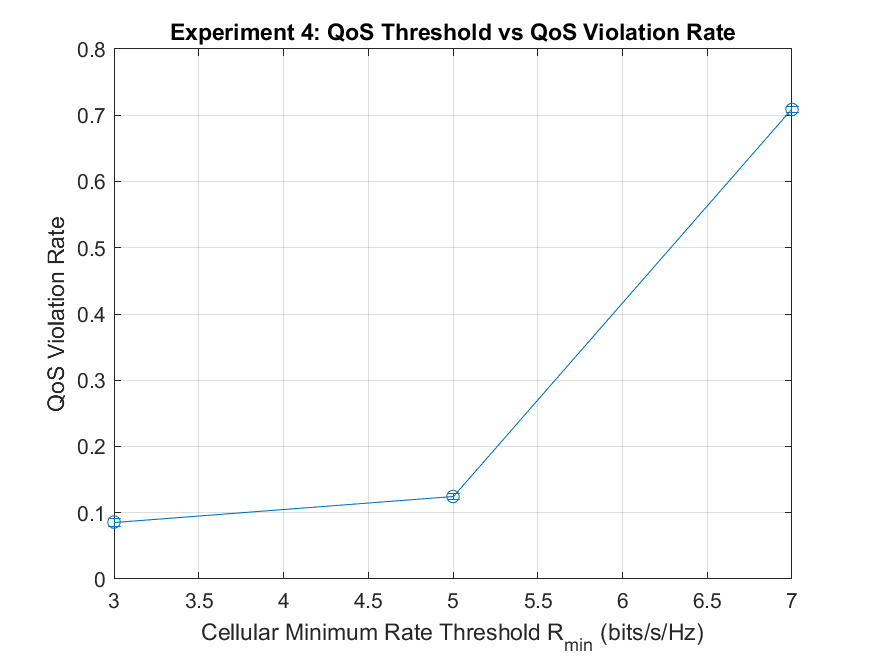 Experiment 4: QoS Threshold vs QoS Violation Rate
0.8
0.7
0.6
0.5
0.4
0.3
0.2
0.1
0
QoS Violation Rate
3 3.5 4 4.5 5 5.5 6 6.5 7
Cellular Minimum Rate Threshold R_min (bits/s/Hz)